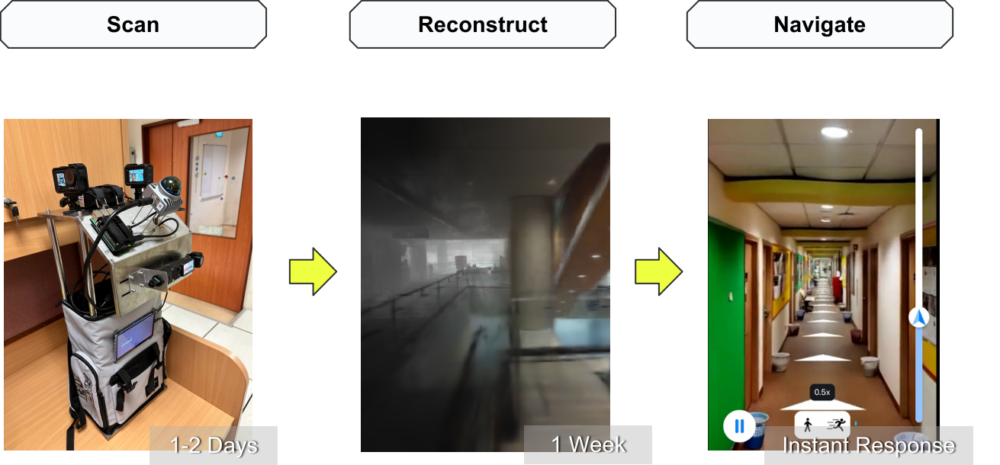 Scan
Reconstruct
Navigate
0.5x
1-2 Days
1 Week
Instant Response